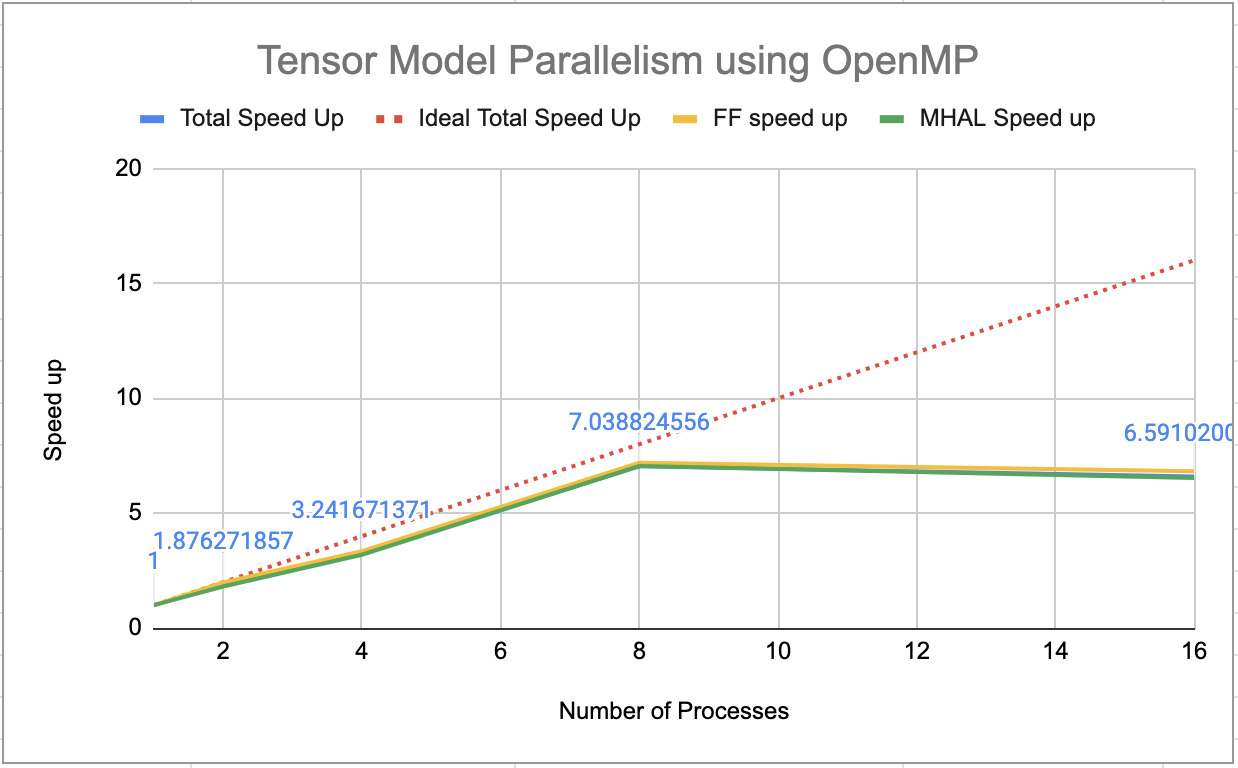 Tensor Model Parallelism using OpenMP
Total Speed Up Ideal Total Speed Up FF speed up MHAL Speed up
20
15
10
5
0
Speed up
1
1.876271857
3.241671371
7.038824556
6.5910200
2 4 6 8 10 12 14 16
Number of Processes